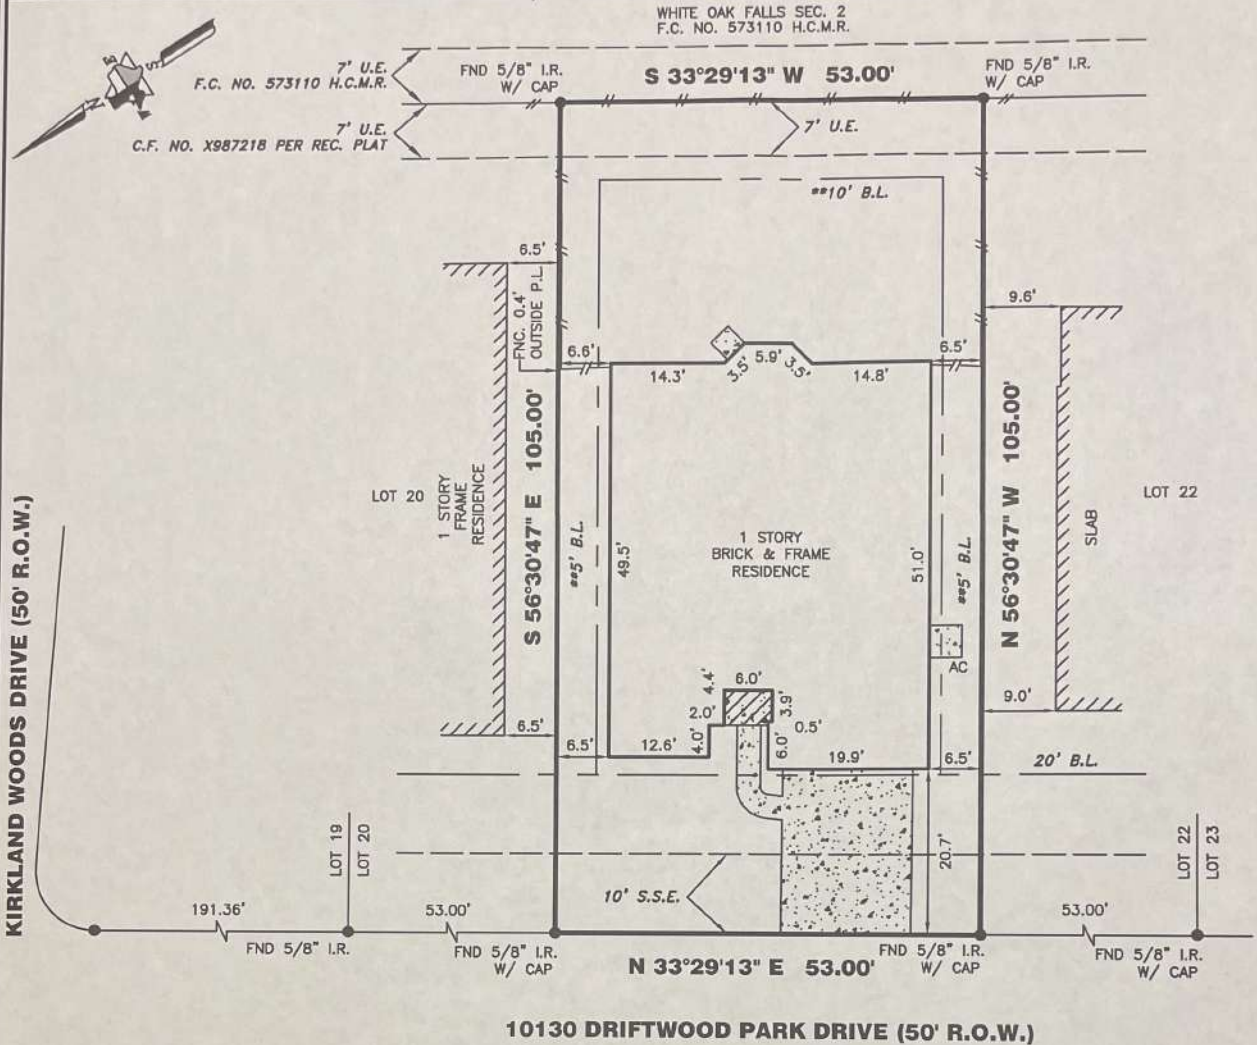 WHITE OAK FALLS SEC. 2
F.C. NO. 573110 H.C.M.R.
7' U.E.
F.C. NO. 573110 H.C.M.R.
FND 5/8" I.R.
W/ CAP
S 33°29'13" W 53.00'
FND 5/8" I.R.
W/ CAP
N
S
7' U.E.
C.F. NO. X987218 PER REC. PLAT
7' U.E.
**10' B.L.
6.5'
FNC. 0.4'
OUTSIDE P.L.
9.6'
6.6'
5.9'
6.5'
14.3'
3.5'
3.5'
14.8'
S 56°30'47" E 105.00'
N 56°30'47" W 105.00'
LOT 20
1 STORY
FRAME
RESIDENCE
LOT 22
SLAB
**5' B.L.
49.5'
1 STORY
BRICK & FRAME
RESIDENCE
51.0'
**5' B.L.
AC
KIRKLAND WOODS DRIVE (50' R.O.W.)
4.4'
6.0'
3.9'
9.0'
2.0'
0.5'
6.5'
6.5'
12.6'
4.0'
6.0'
19.9'
6.5'
20' B.L.
20.7'
LOT 19
LOT 20
LOT 22
LOT 23
10' S.S.E.
191.36'
53.00'
53.00'
FND 5/8" I.R.
FND 5/8" I.R.
W/ CAP
N 33°29'13" E 53.00'
FND 5/8" I.R.
W/ CAP
FND 5/8" I.R.
W/ CAP
10130 DRIFTWOOD PARK DRIVE (50' R.O.W.)